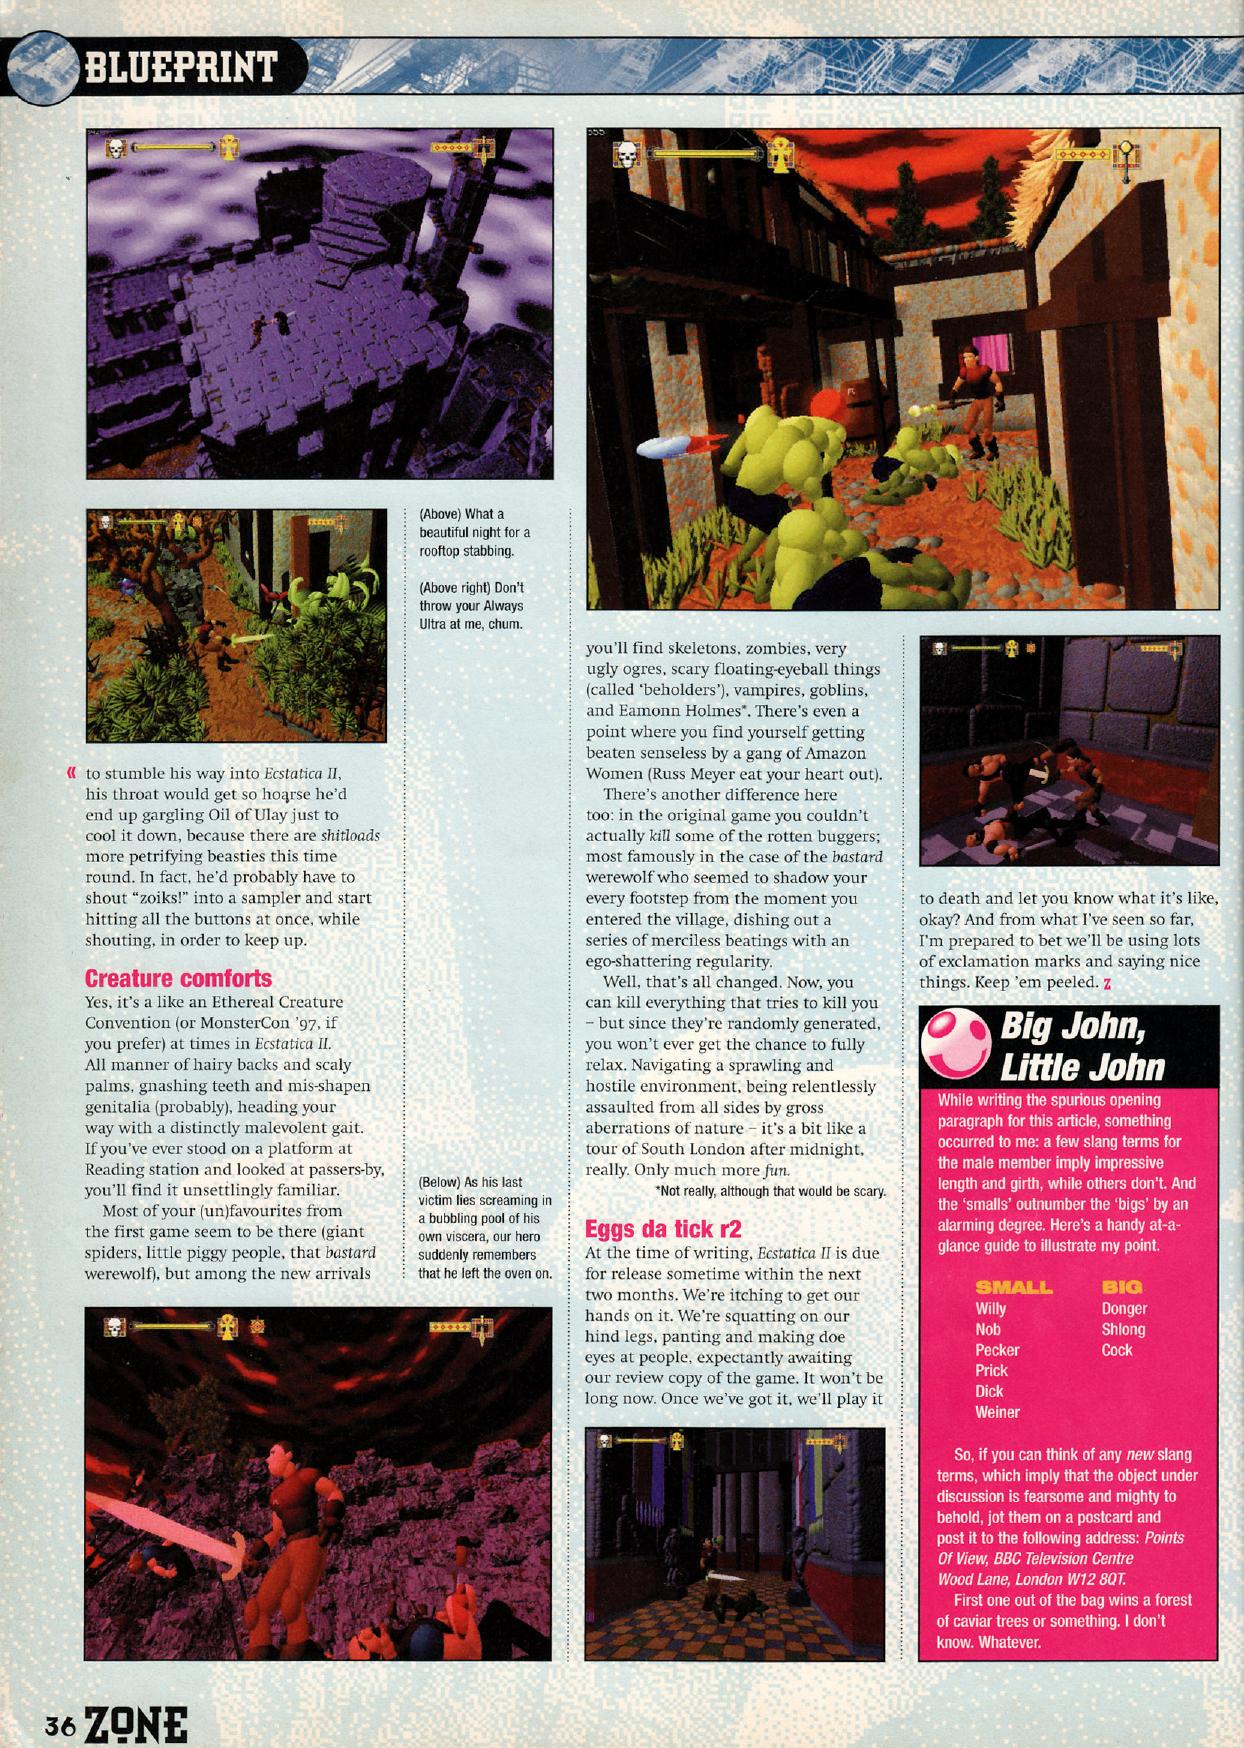 BLUEPRINT
(Above) What a
beautiful night for a
rooftop stabbing.
(Above right) Don't
throw your Always
Ultra at me, chum.
« to stumble his way into Ecstatica II,
his throat would get so hoarse he'd
end up gargling Oil of Ulay just to
cool it down, because there are shitloads
more petrifying beasties this time
round. In fact, he'd probably have to
shout “zoiks!” into a sampler and start
hitting all the buttons at once, while
shouting, in order to keep up.
Creature comforts
Yes, it's a like an Ethereal Creature
Convention (or MonsterCon '97, if
you prefer) at times in Ecstatica II.
All manner of hairy backs and scaly
palms, gnashing teeth and mis-shapen
genitalia (probably), heading your
way with a distinctly malevolent gait.
If you've ever stood on a platform at
Reading station and looked at passers-by,
you'll find it unsettlingly familiar.
Most of your (un)favourites from
the first game seem to be there (giant
spiders, little piggy people, that bastard
werewolf), but among the new arrivals
(Below) As his last
victim lies screaming in
a bubbling pool of his
own viscera, our hero
suddenly remembers
that he left the oven on.
you'll find skeletons, zombies, very
ugly ogres, scary floating-eyeball things
(called ‘beholders’), vampires, goblins,
and Eamonn Holmes*. There's even a
point where you find yourself getting
beaten senseless by a gang of Amazon
Women (Russ Meyer eat your heart out).
There's another difference here
too: in the original game you couldn't
actually kill some of the rotten buggers;
most famously in the case of the bastard
werewolf who seemed to shadow your
every footstep from the moment you
entered the village, dishing out a
series of merciless beatings with an
ego-shattering regularity.
Well, that's all changed. Now, you
can kill everything that tries to kill you
– but since they're randomly generated,
you won't ever get the chance to fully
relax. Navigating a sprawling and
hostile environment, being relentlessly
assaulted from all sides by gross
aberrations of nature – it's a bit like a
tour of South London after midnight,
really. Only much more fun.
*Not really, although that would be scary.
Eggs da tick r2
At the time of writing, Ecstatica II is due
for release sometime within the next
two months. We're itching to get our
hands on it. We're squatting on our
hind legs, panting and making doe
eyes at people, expectantly awaiting
our review copy of the game. It won't be
long now. Once we've got it, we'll play it
to death and let you know what it's like,
okay? And from what I've seen so far,
I'm prepared to bet we'll be using lots
of exclamation marks and saying nice
things. Keep 'em peeled. Z
Big John,
Little John
While writing the spurious opening
paragraph for this article, something
occurred to me: a few slang terms for
the male member imply impressive
length and girth, while others don't. And
the ‘smalls’ outnumber the ‘bigs’ by an
alarming degree. Here's a handy at-a-
glance guide to illustrate my point.
SMALL BIG
Willy Donger
Nob Shlong
Pecker Cock
Prick
Dick
Weiner
So, if you can think of any new slang
terms, which imply that the object under
discussion is fearsome and mighty to
behold, jot them on a postcard and
post it to the following address: Points
Of View, BBC Television Centre
Wood Lane, London W12 8QT.
First one out of the bag wins a forest
of caviar trees or something. I don't
know. Whatever.
36 ZONE